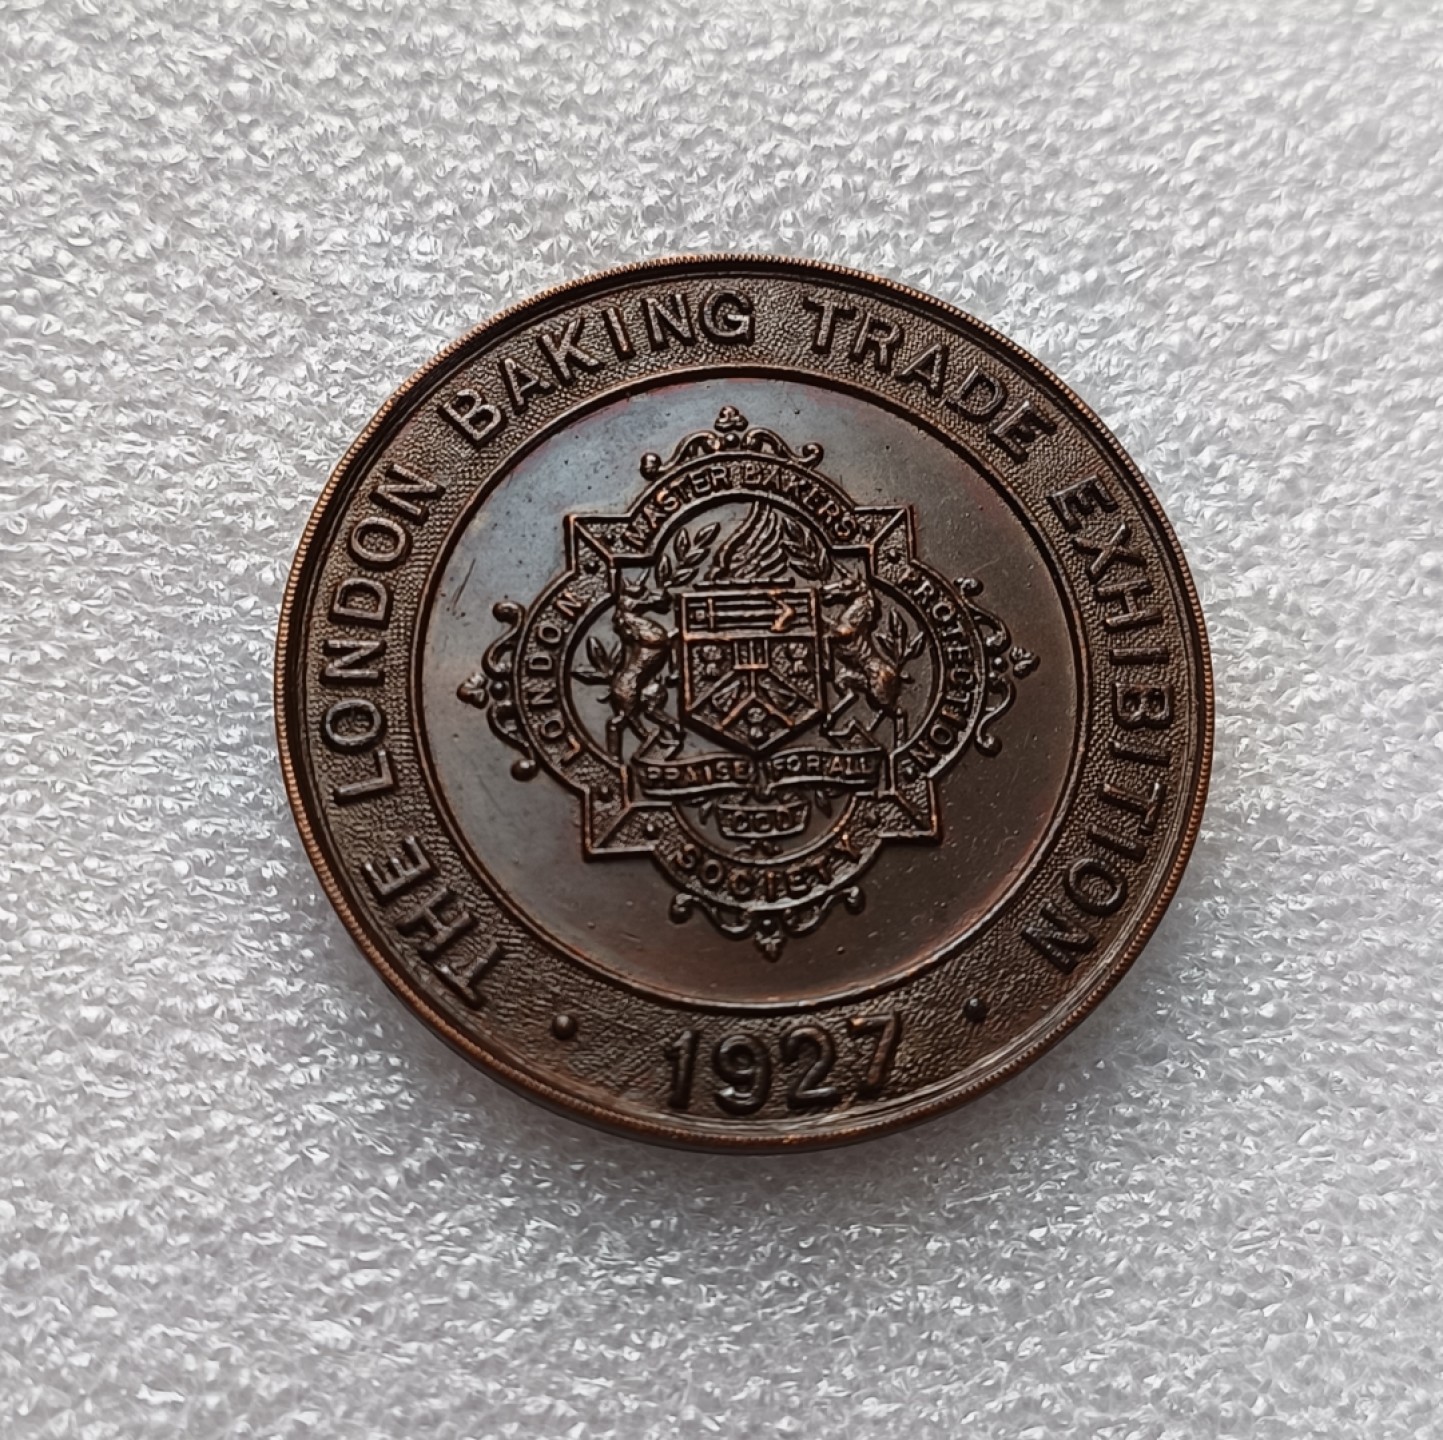 THE LONDON BAKING TRADE EXHIBITION
• 1927 •
LONDON
MASTER BAKERS
PROTECTION
SOCIETY
PRAISE FOR ALL
GOD